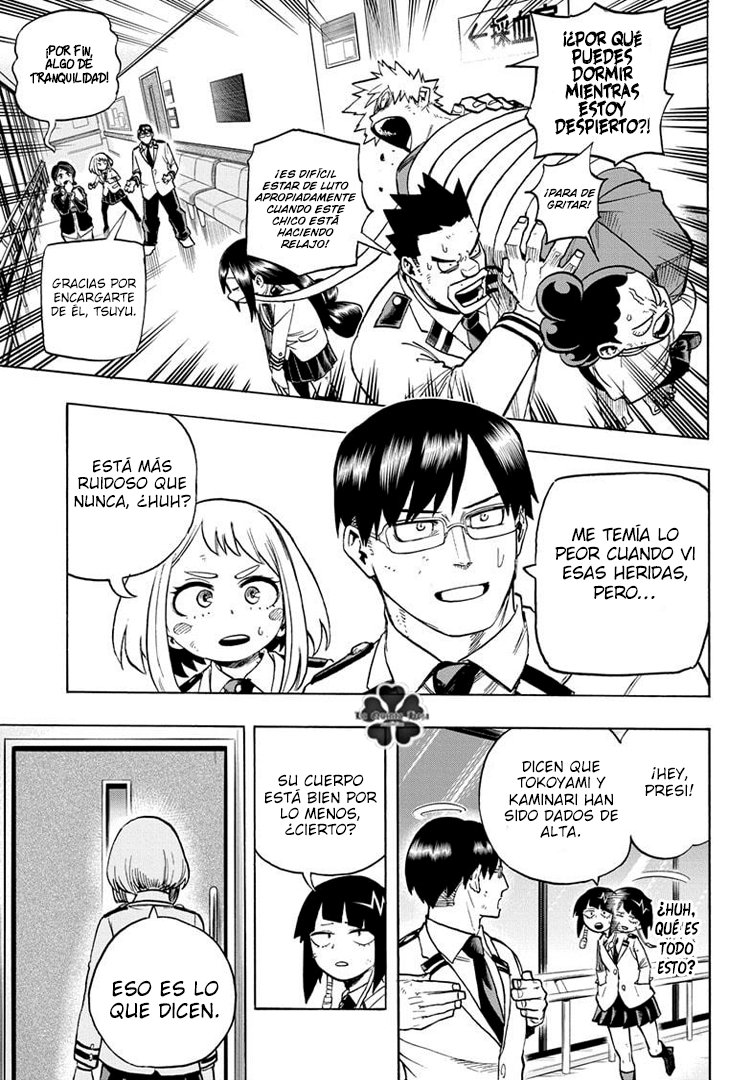 ←採血室
¡¿POR QUÉ
PUEDES
DORMIR
MIENTRAS
ESTOY
DESPIERTO?!
¡PARA DE
GRITAR!
¡ES DIFÍCIL
ESTAR DE LUTO
APROPIADAMENTE
CUANDO ESTE
CHICO ESTÁ
HACIENDO
RELAJO!
¡POR FIN,
ALGO DE
TRANQUILIDAD!
GRACIAS POR
ENCARGARTE
DE ÉL, TSUYU.
ME TEMÍA LO
PEOR CUANDO VI
ESAS HERIDAS,
PERO...
ESTÁ MÁS
RUIDOSO QUE
NUNCA, ¿HUH?
¡HEY,
PRESI!
DICEN QUE
TOKOYAMI Y
KAMINARI HAN
SIDO DADOS DE
ALTA.
¿HUH,
QUÉ ES
TODO
ESTO?
SU CUERPO
ESTÁ BIEN POR
LO MENOS,
¿CIERTO?
ESO ES LO
QUE DICEN.